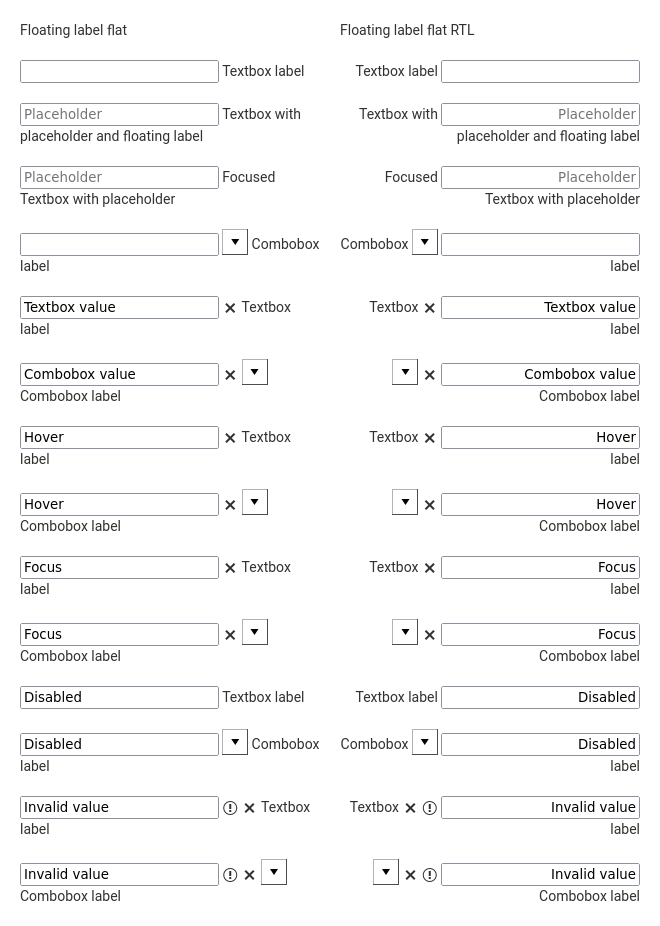 Floating label flat
Floating label flat RTL
Textbox label
Textbox label
Placeholder Textbox with
placeholder and floating label
Textbox with Placeholder
placeholder and floating label
Placeholder Focused
Textbox with placeholder
Focused Placeholder
Textbox with placeholder
Combobox
label
Combobox
label
Textbox value Textbox
label
Textbox Textbox value
label
Combobox value
Combobox label
Combobox value
Combobox label
Hover Textbox
label
Textbox Hover
label
Hover
Combobox label
Hover
Combobox label
Focus Textbox
label
Textbox Focus
label
Focus
Combobox label
Focus
Combobox label
Disabled Textbox label
Textbox label Disabled
Disabled Combobox
label
Combobox Disabled
label
Invalid value Textbox
label
Textbox Invalid value
label
Invalid value
Combobox label
Invalid value
Combobox label